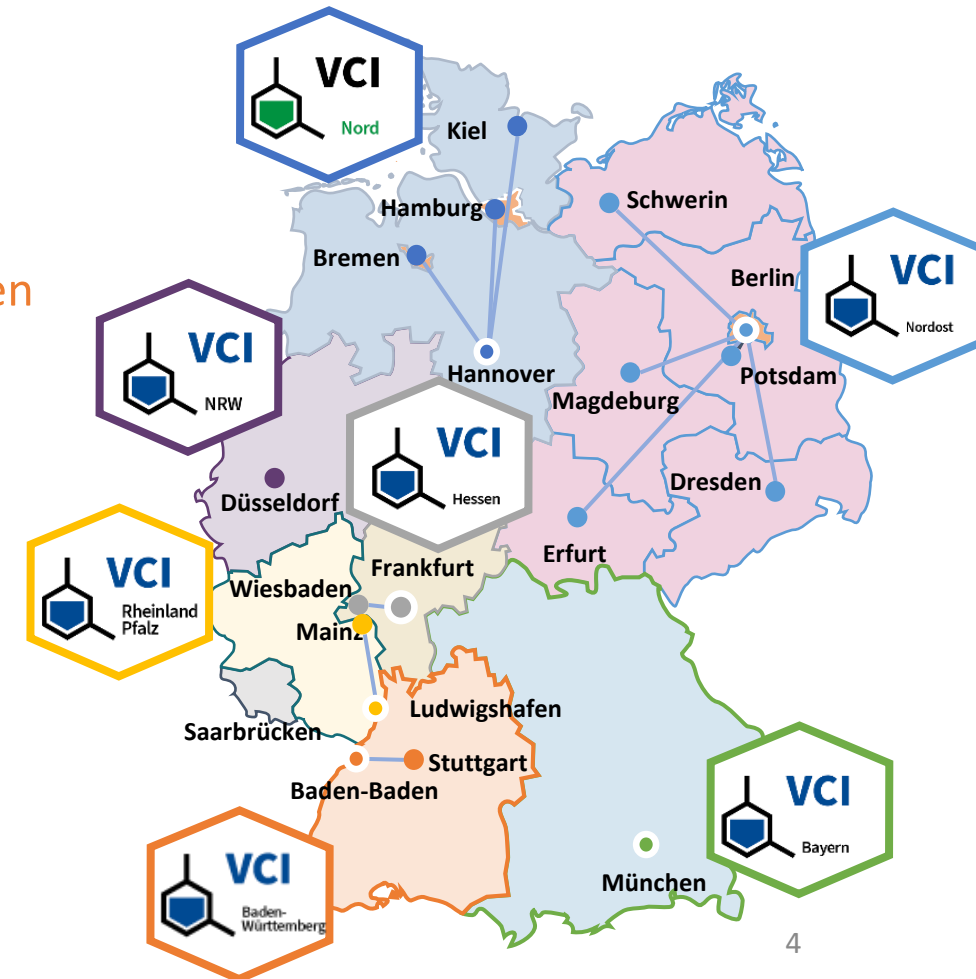 VCI
Nord
Kiel
Hamburg
Schwerin
Bremen
Berlin
VCI
Nordost
en
VCI
NRW
Hannover
Potsdam
Magdeburg
VCI
Hessen
Düsseldorf
Dresden
Erfurt
Frankfurt
VCI
Rheinland
Pfalz
Wiesbaden
Mainz
Ludwigshafen
Saarbrücken
Stuttgart
Baden-Baden
VCI
Bayern
VCI
Baden-
Württemberg
München
4